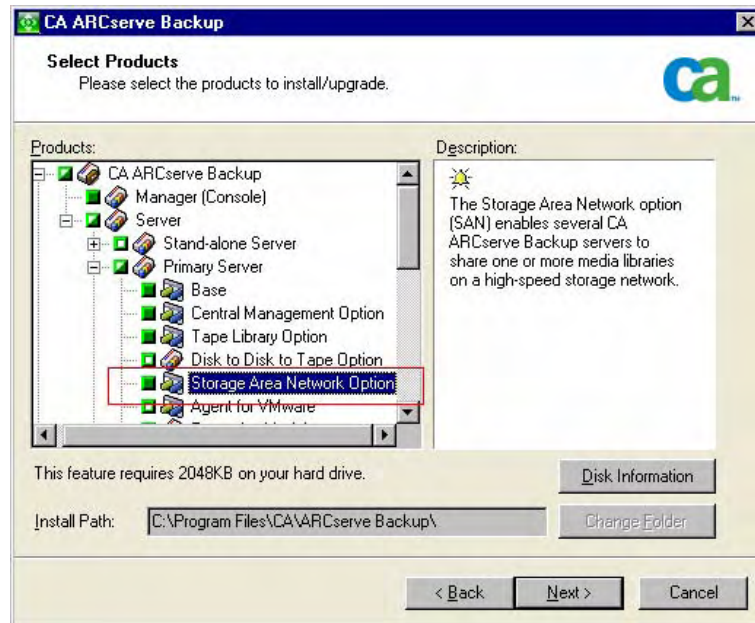 CA ARCserve Backup
Select Products
Please select the products to install/upgrade.
ca
Products:
CA ARCserve Backup
Manager (Console)
Server
Stand-alone Server
Primary Server
Base
Central Management Option
Tape Library Option
Disk to Disk to Tape Option
Storage Area Network Option
Agent for VMware
Description:
The Storage Area Network option
(SAN) enables several CA
ARCserve Backup servers to
share one or more media libraries
on a high-speed storage network.
This feature requires 2048KB on your hard drive.
Disk Information
Install Path:
C:\Program Files\CA\ARCserve Backup\
Change Folder
< Back
Next >
Cancel